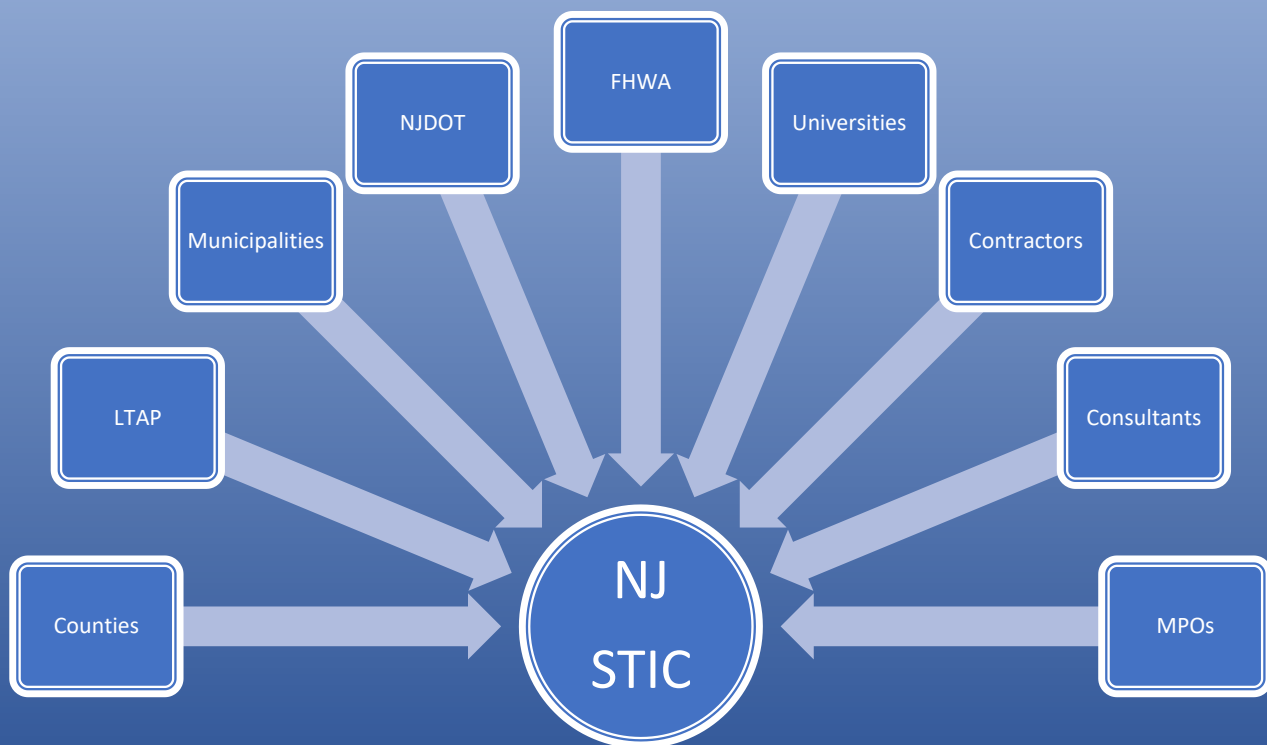 FHWA
NJDOT
Universities
Municipalities
Contractors
LTAP
Consultants
Counties
NJ
STIC
MPOs